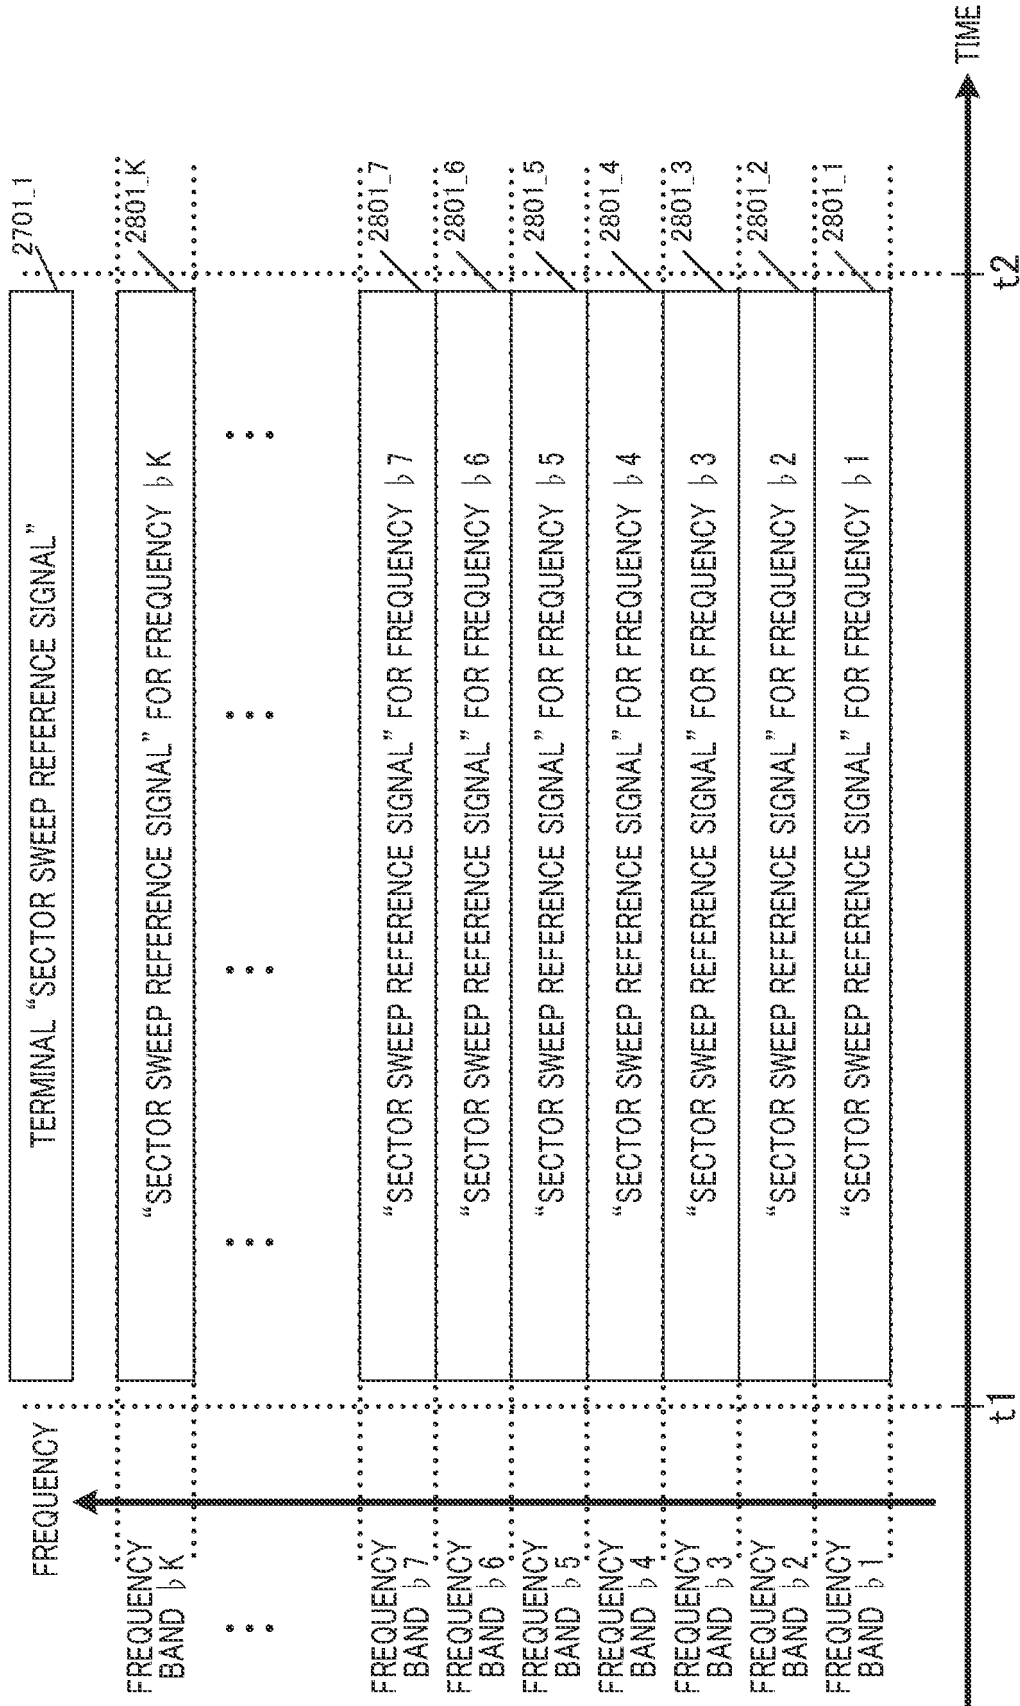 TERMINAL “SECTOR SWEEP REFERENCE SIGNAL”
2701_1
FREQUENCY
FREQUENCY
BAND ♭K
“SECTOR SWEEP REFERENCE SIGNAL” FOR FREQUENCY ♭K
2801_K
...
...
...
...
...
FREQUENCY
BAND ♭7
“SECTOR SWEEP REFERENCE SIGNAL” FOR FREQUENCY ♭7
2801_7
FREQUENCY
BAND ♭6
“SECTOR SWEEP REFERENCE SIGNAL” FOR FREQUENCY ♭6
2801_6
FREQUENCY
BAND ♭5
“SECTOR SWEEP REFERENCE SIGNAL” FOR FREQUENCY ♭5
2801_5
FREQUENCY
BAND ♭4
“SECTOR SWEEP REFERENCE SIGNAL” FOR FREQUENCY ♭4
2801_4
FREQUENCY
BAND ♭3
“SECTOR SWEEP REFERENCE SIGNAL” FOR FREQUENCY ♭3
2801_3
FREQUENCY
BAND ♭2
“SECTOR SWEEP REFERENCE SIGNAL” FOR FREQUENCY ♭2
2801_2
FREQUENCY
BAND ♭1
“SECTOR SWEEP REFERENCE SIGNAL” FOR FREQUENCY ♭1
2801_1
t1
t2
TIME